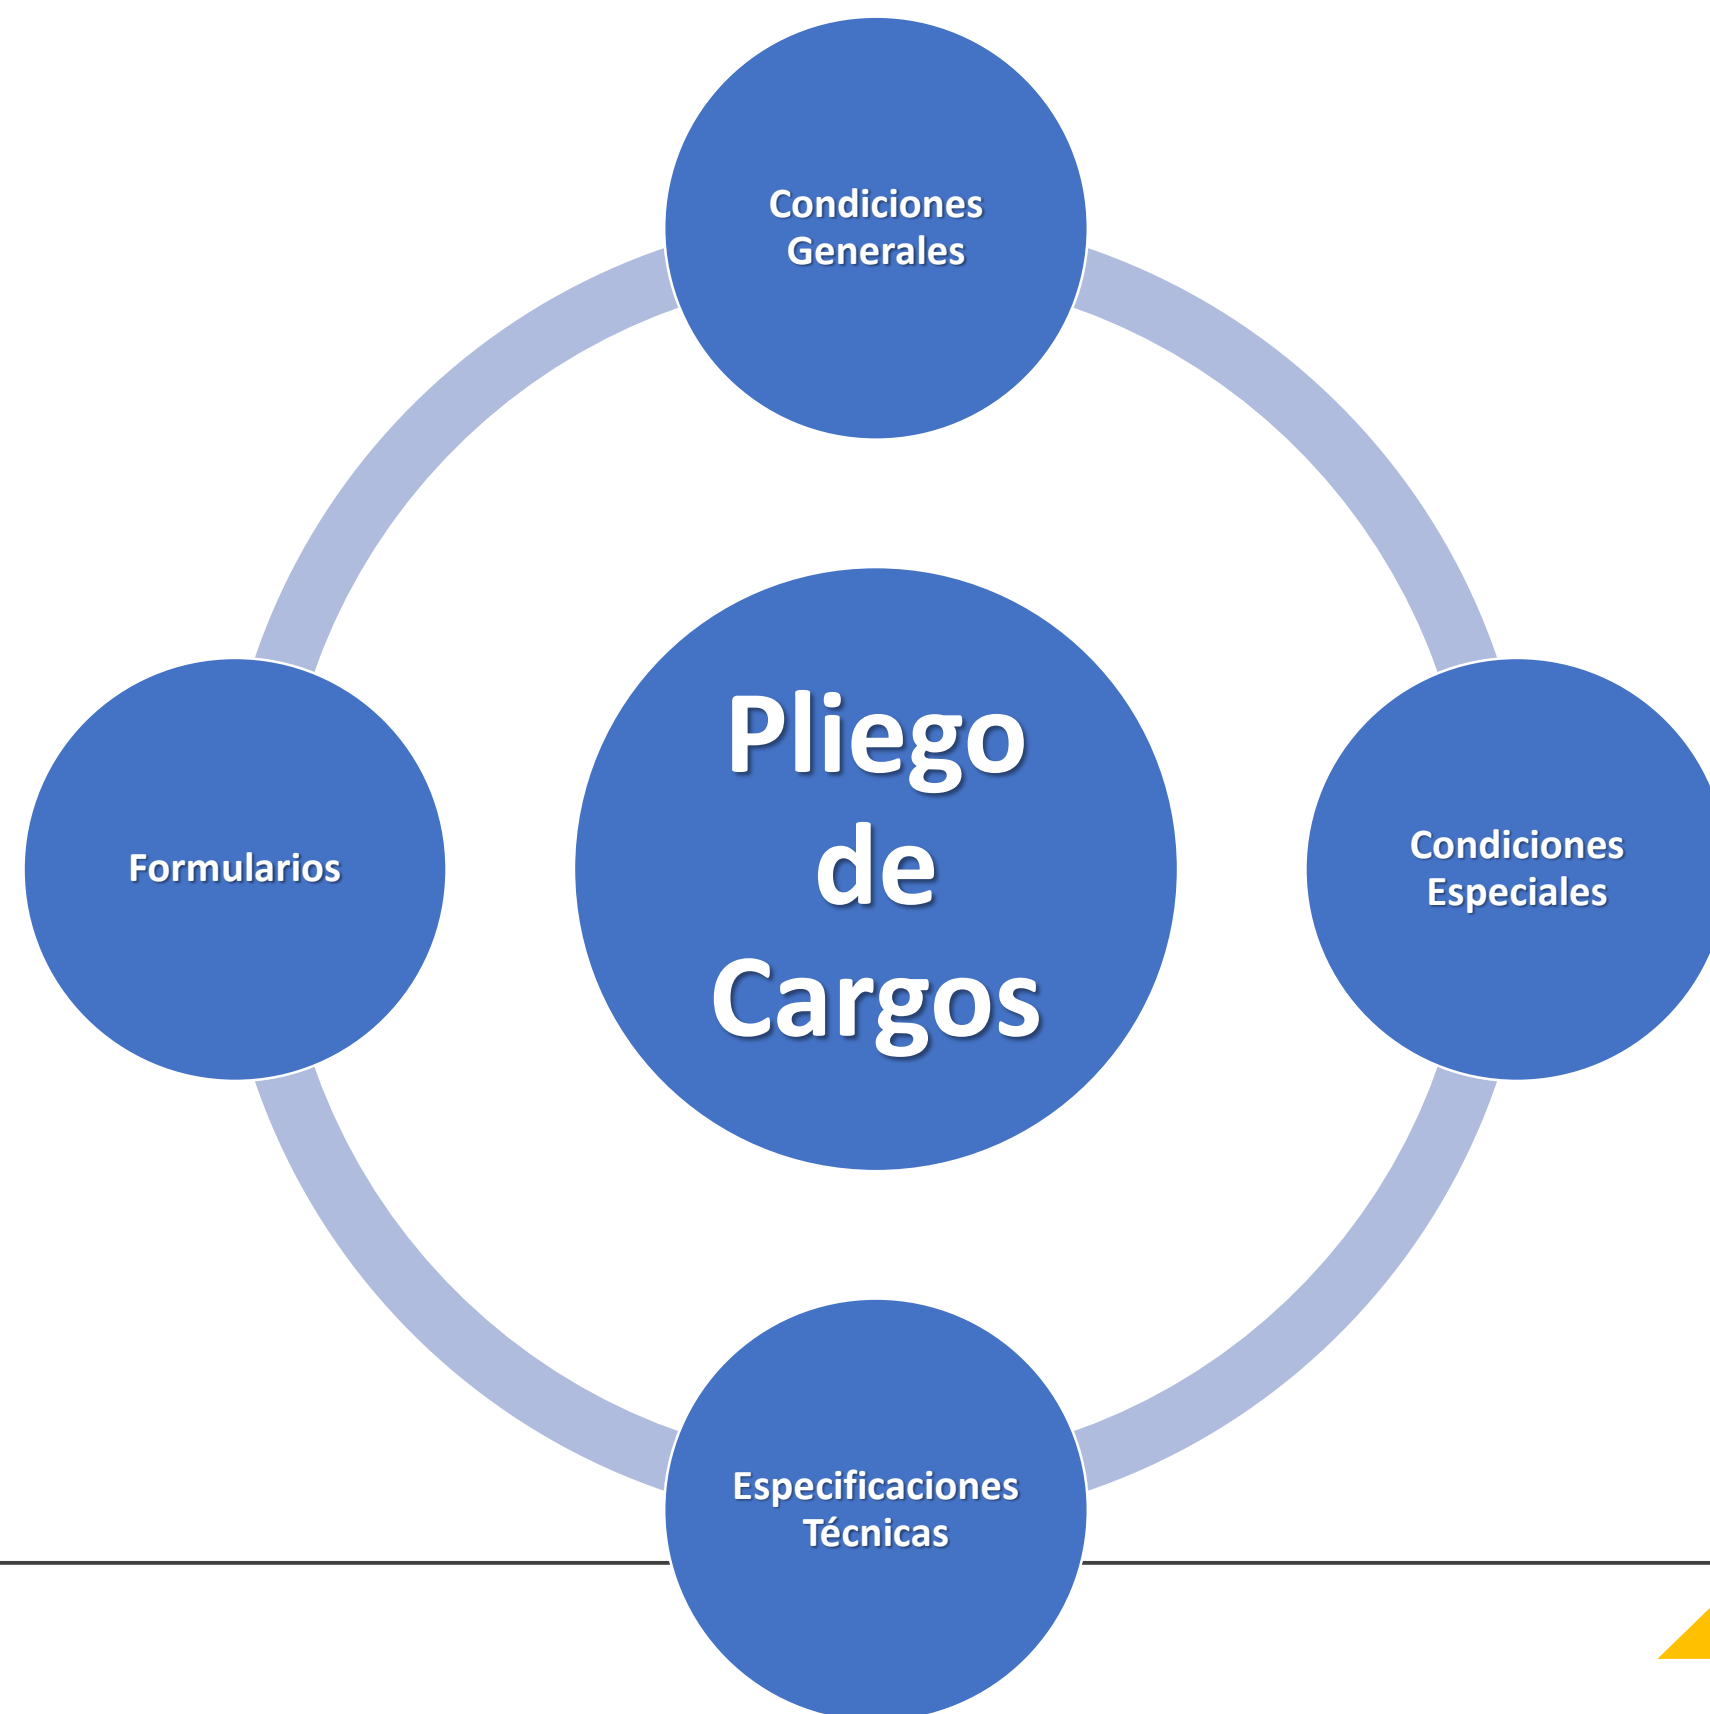 Condiciones
Generales
Pliego
de
Cargos
Formularios
Condiciones
Especiales
Especificaciones
Técnicas